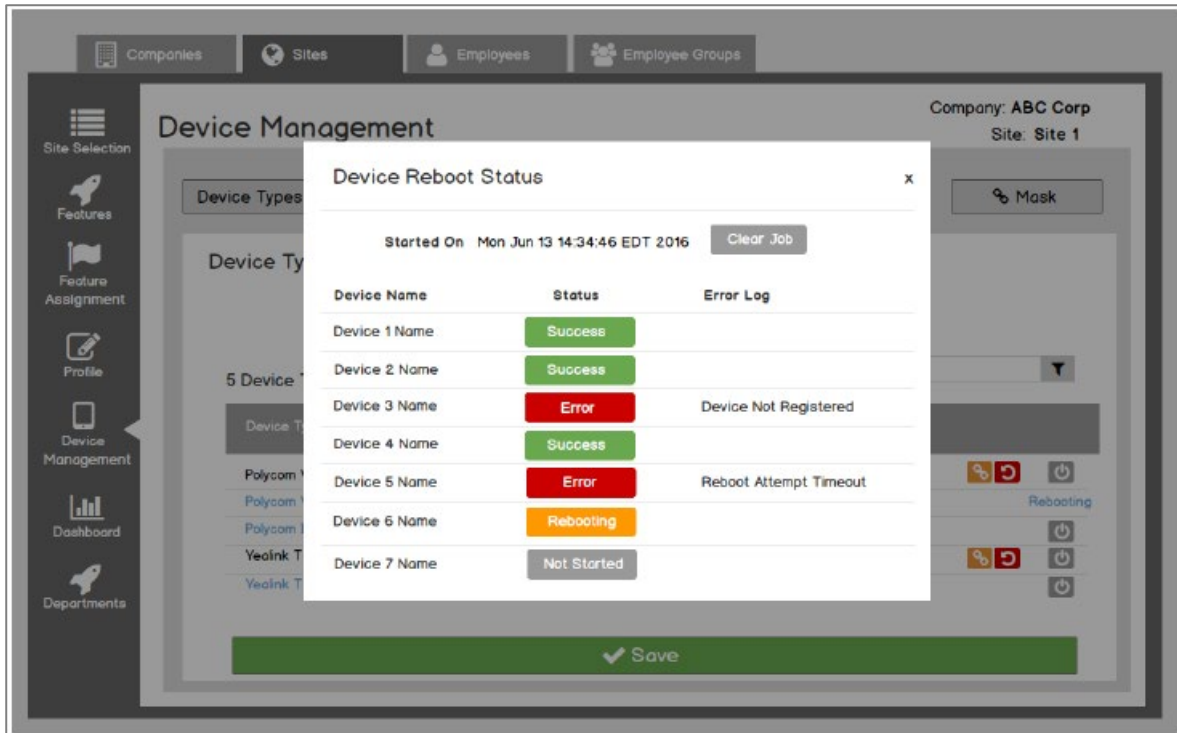 Companies Sites Employees Employee Groups
Company: ABC Corp
Site: Site 1
Device Management
Site Selection
Features
Feature
Assignment
Profile
Device
Management
Dashboard
Departments
Device Types
Mask
Device Reboot Status x
Started On Mon Jun 13 14:34:46 EDT 2016 Clear Job
Device Name Status Error Log
Device 1 Name Success
Device 2 Name Success
Device 3 Name Error Device Not Registered
Device 4 Name Success
Device 5 Name Error Reboot Attempt Timeout
Device 6 Name Rebooting
Device 7 Name Not Started
Device Ty
5 Device
Device Ty
Polycom
Polycom
Rebooting
Polycom
Yealink T
Yealink T
Save